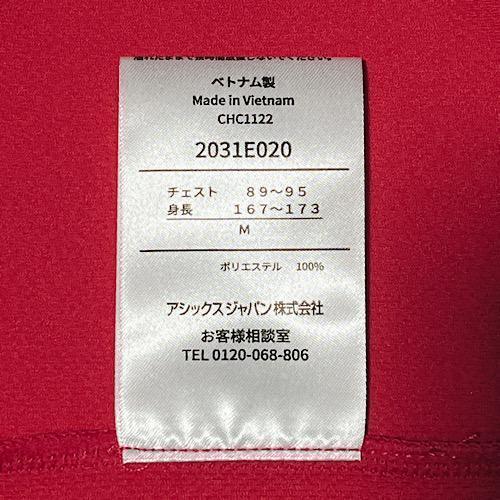 ベトナム製
Made in Vietnam
CHC1122
2031E020
チェスト 89～95
身長 167～173
M
ポリエステル 100%
アシックスジャパン株式会社
お客様相談室
TEL 0120-068-806